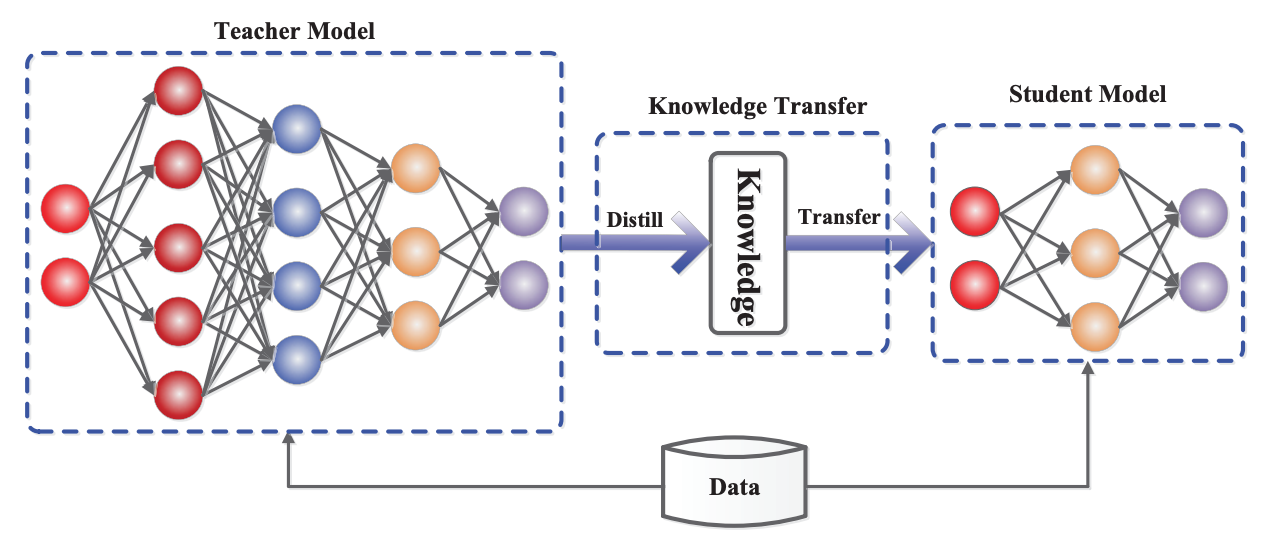 Teacher Model
Knowledge Transfer
Student Model
Distill
Knowledge
Transfer
Data